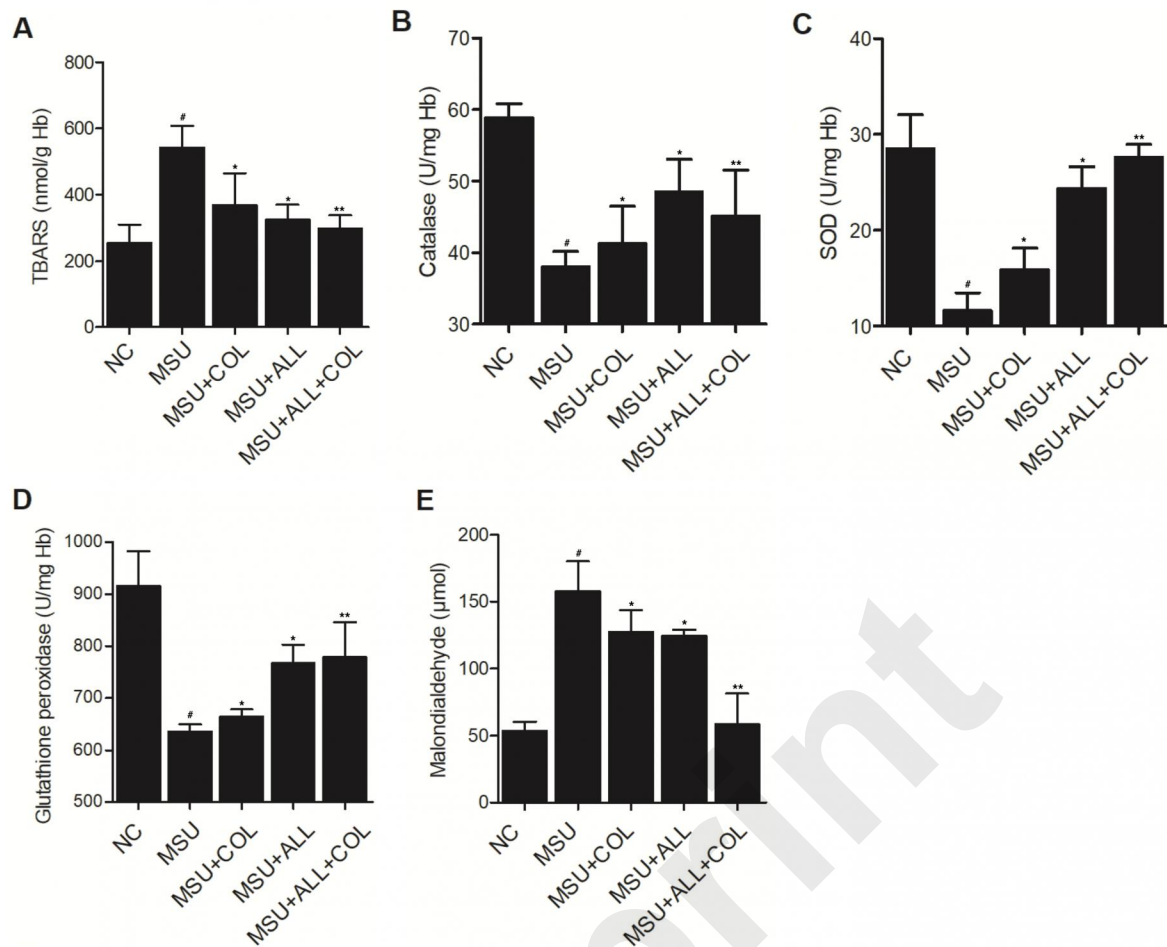 A
TBARS (nmol/g Hb)
800
600
400
200
0
#
*
*
**
NC
MSU
MSU+COL
MSU+ALL
MSU+ALL+COL
B
Catalase (U/mg Hb)
70
60
50
40
30
#
*
*
**
NC
MSU
MSU+COL
MSU+ALL
MSU+ALL+COL
C
SOD (U/mg Hb)
40
30
20
10
#
*
*
**
NC
MSU
MSU+COL
MSU+ALL
MSU+ALL+COL
D
Glutathione peroxidase (U/mg Hb)
1000
900
800
700
600
500
#
*
*
**
NC
MSU
MSU+COL
MSU+ALL
MSU+ALL+COL
E
Malondialdehyde (µmol)
200
150
100
50
0
#
*
*
**
NC
MSU
MSU+COL
MSU+ALL
MSU+ALL+COL
rint